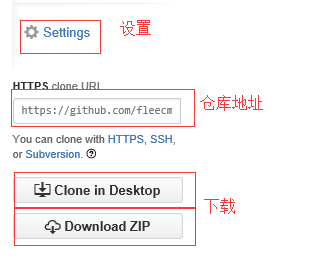 Settings
设置
HTTPS clone URL
https://github.com/fleecm
仓库地址
You can clone with HTTPS, SSH,
or Subversion.
Clone in Desktop
下载
Download ZIP